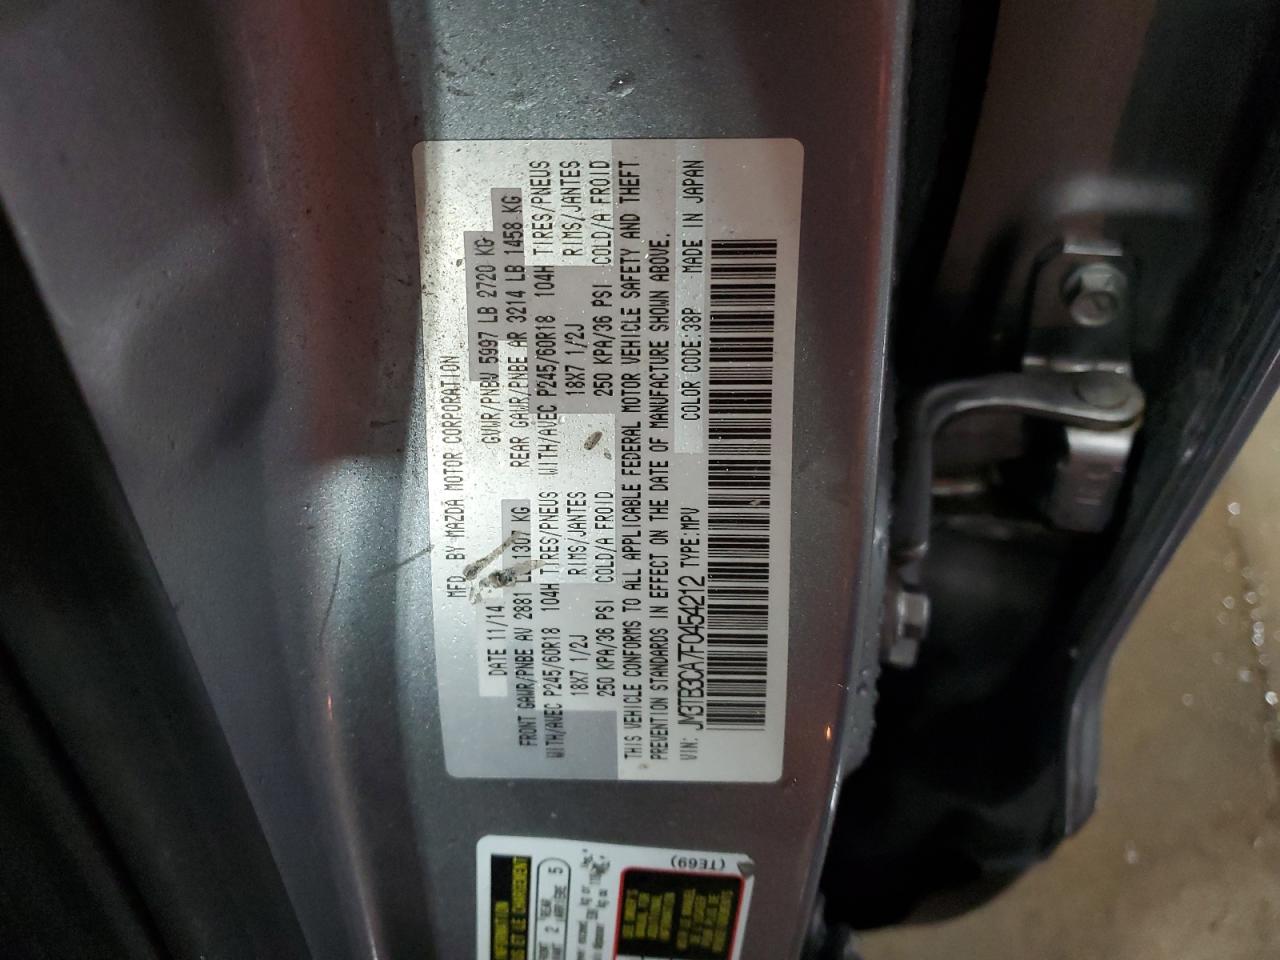 MFD. BY MAZDA MOTOR CORPORATION
DATE 11/14 GVWR/PNBV 5997 LB 2720 KG
FRONT GAWR/PNBE AV 2881 LB 1307 KG REAR GAWR/PNBE AR 3214 LB 1458 KG
WITH/AVEC P245/60R18 104H TIRES/PNEUS WITH/AVEC P245/60R18 104H TIRES/PNEUS
18X7 1/2J RIMS/JANTES 18X7 1/2J RIMS/JANTES
250 KPA/36 PSI COLD/A FROID 250 KPA/36 PSI COLD/A FROID
THIS VEHICLE CONFORMS TO ALL APPLICABLE FEDERAL MOTOR VEHICLE SAFETY AND THEFT
PREVENTION STANDARDS IN EFFECT ON THE DATE OF MANUFACTURE SHOWN ABOVE.
VIN: JM3TB3CA7F0454212 TYPE:MPV COLOR CODE:38P MADE IN JAPAN
2 REAR 5
ARRIÈRE
(TE69)